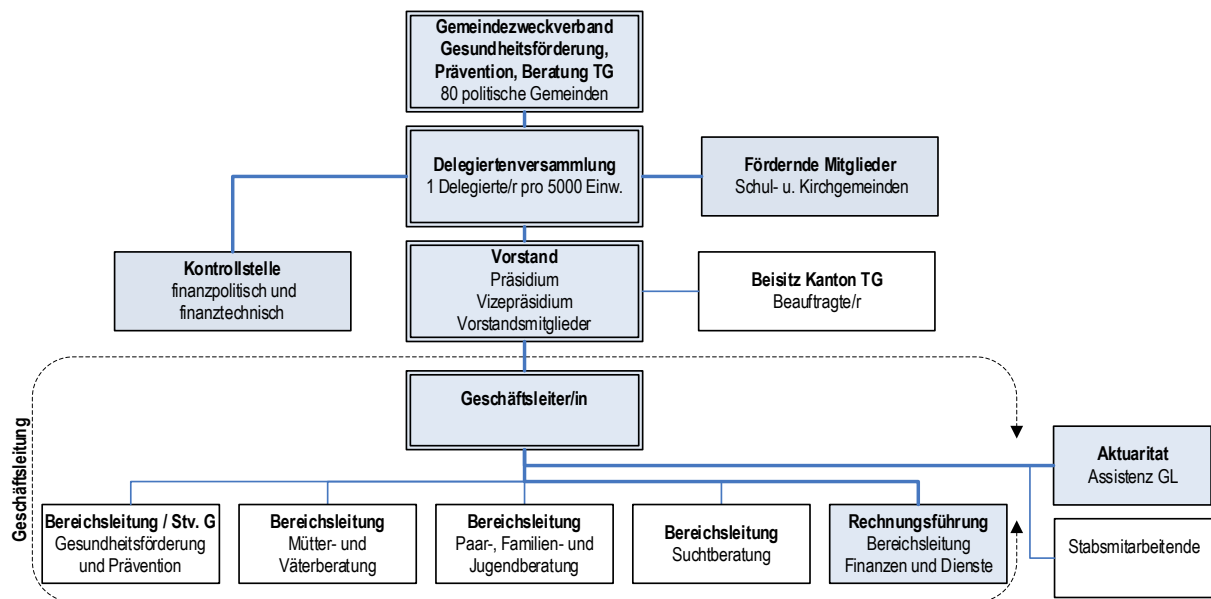 Gemeindezweckverband
Gesundheitsförderung,
Prävention, Beratung TG
80 politische Gemeinden
Delegiertenversammlung
1 Delegierte/r pro 5000 Einw.
Fördernde Mitglieder
Schul- u. Kirchgemeinden
Kontrollstelle
finanzpolitisch und
finanztechnisch
Vorstand
Präsidium
Vizepräsidium
Vorstandsmitglieder
Beisitz Kanton TG
Beauftragte/r
Geschäftsleitung
Geschäftsleiter/in
Aktuaritat
Assistenz GL
Bereichsleitung / Stv. G
Gesundheitsförderung
und Prävention
Bereichsleitung
Mütter- und
Väterberatung
Bereichsleitung
Paar-, Familien- und
Jugendberatung
Bereichsleitung
Suchtberatung
Rechnungsführung
Bereichsleitung
Finanzen und Dienste
Stabsmitarbeitende